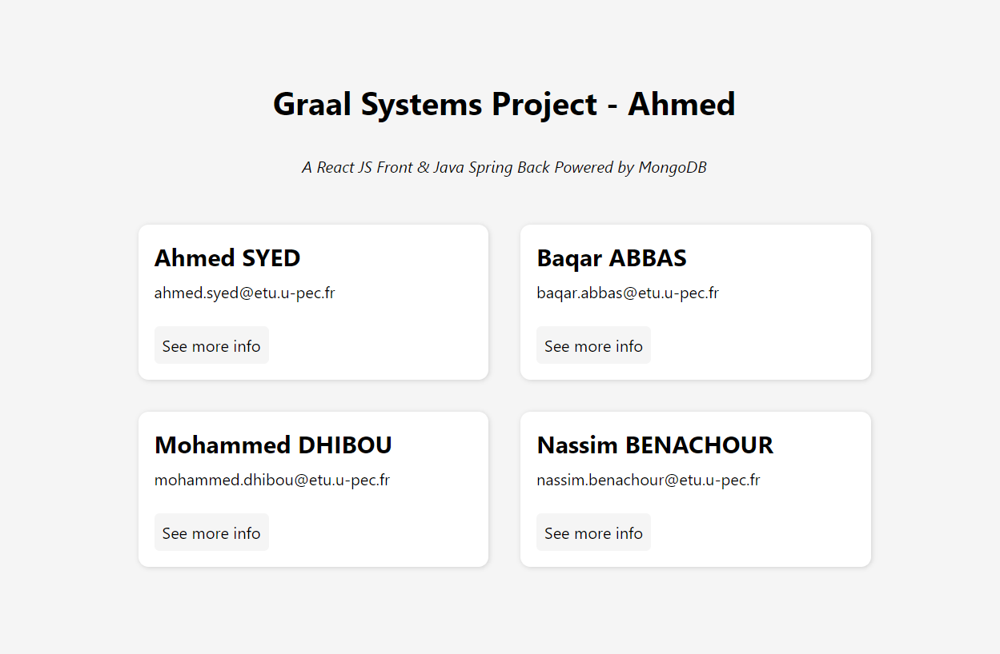 Graal Systems Project - Ahmed
A React JS Front & Java Spring Back Powered by MongoDB
Ahmed SYED
ahmed.syed@etu.u-pec.fr
See more info
Baqar ABBAS
baqar.abbas@etu.u-pec.fr
See more info
Mohammed DHIBOU
mohammed.dhibou@etu.u-pec.fr
See more info
Nassim BENACHOUR
nassim.benachour@etu.u-pec.fr
See more info